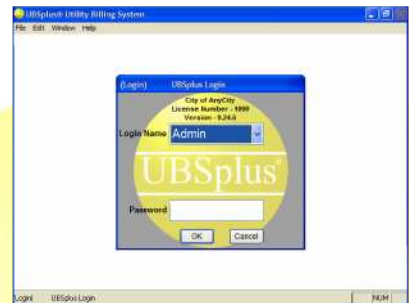 UBSplus® Utility Billing System
File Edit Window Help
(Login) UBSplus Login
City of AnyCity
License Number - 1999
Version - 9.24.6
Login Name Admin
UBSplus
Password
OK Cancel
(Login) UBSplus Login NUM